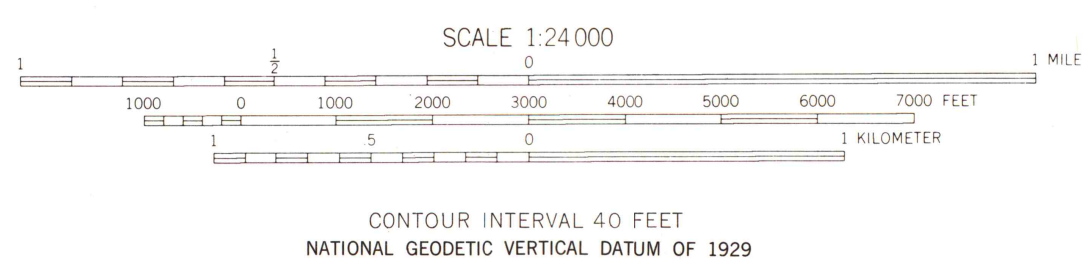 SCALE 1:24 000
1 1/2 0 1 MILE
1000 0 1000 2000 3000 4000 5000 6000 7000 FEET
1 .5 0 1 KILOMETER
CONTOUR INTERVAL 40 FEET
NATIONAL GEODETIC VERTICAL DATUM OF 1929